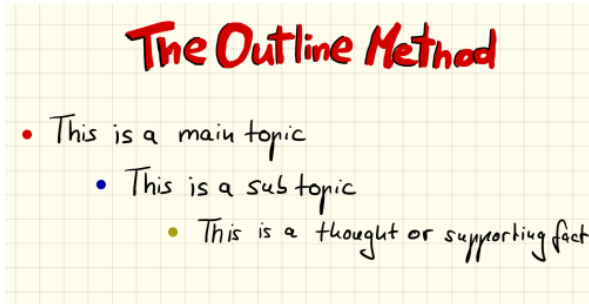 The Outline Method
This is a main topic
This is a sub topic
This is a thought or supporting fact